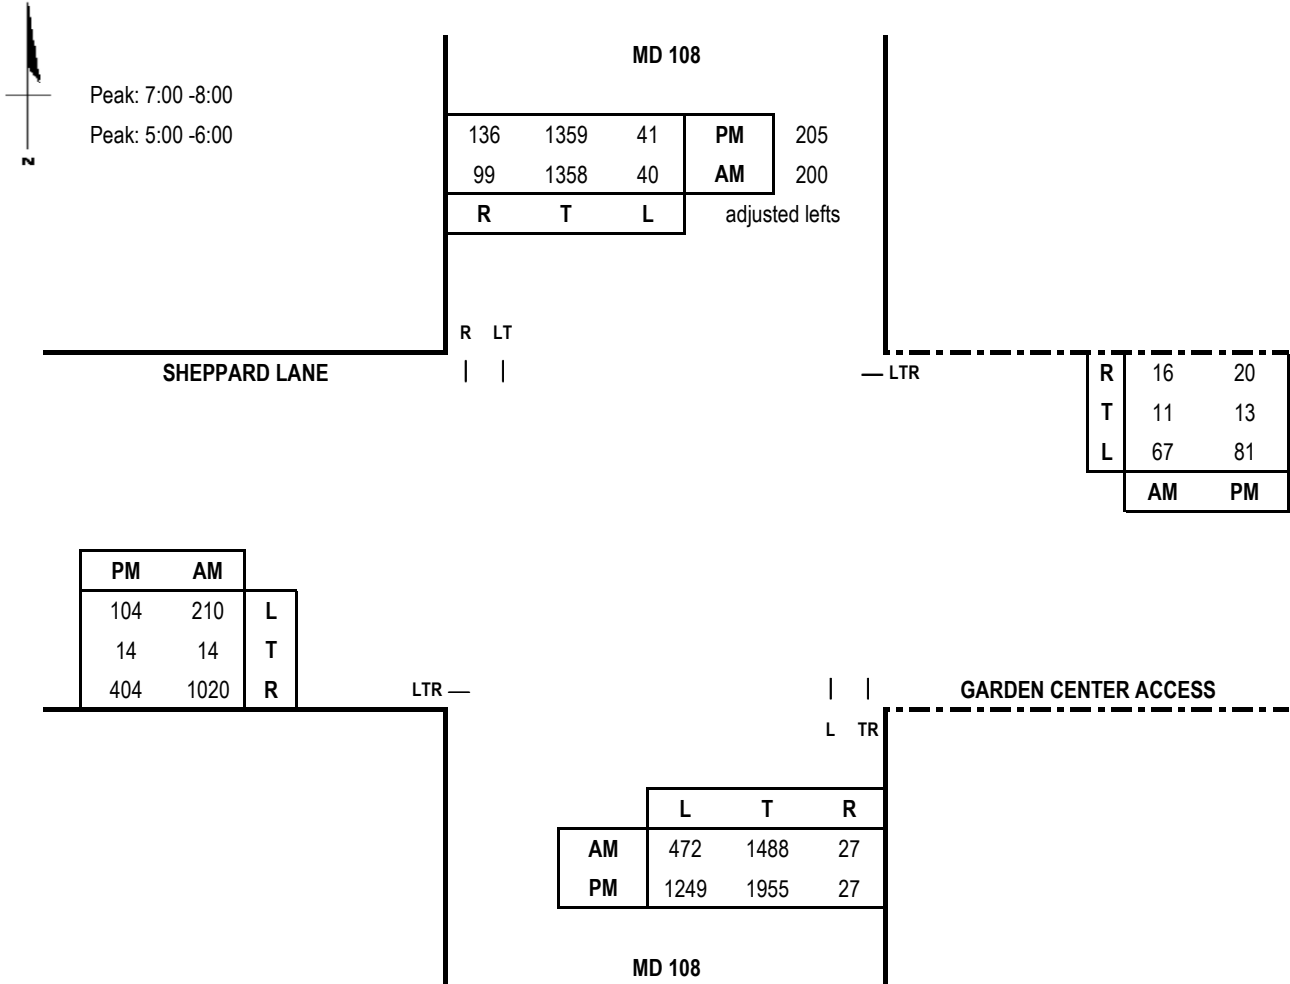 MD 108
Peak: 7:00 -8:00
Peak: 5:00 -6:00
136 1359 41 PM 205
99 1358 40 AM 200
R T L adjusted lefts
R LT
SHEPPARD LANE
LTR
R 16 20
T 11 13
L 67 81
AM PM
PM AM
104 210 L
14 14 T
404 1020 R
LTR
GARDEN CENTER ACCESS
L TR
L T R
AM 472 1488 27
PM 1249 1955 27
MD 108
N